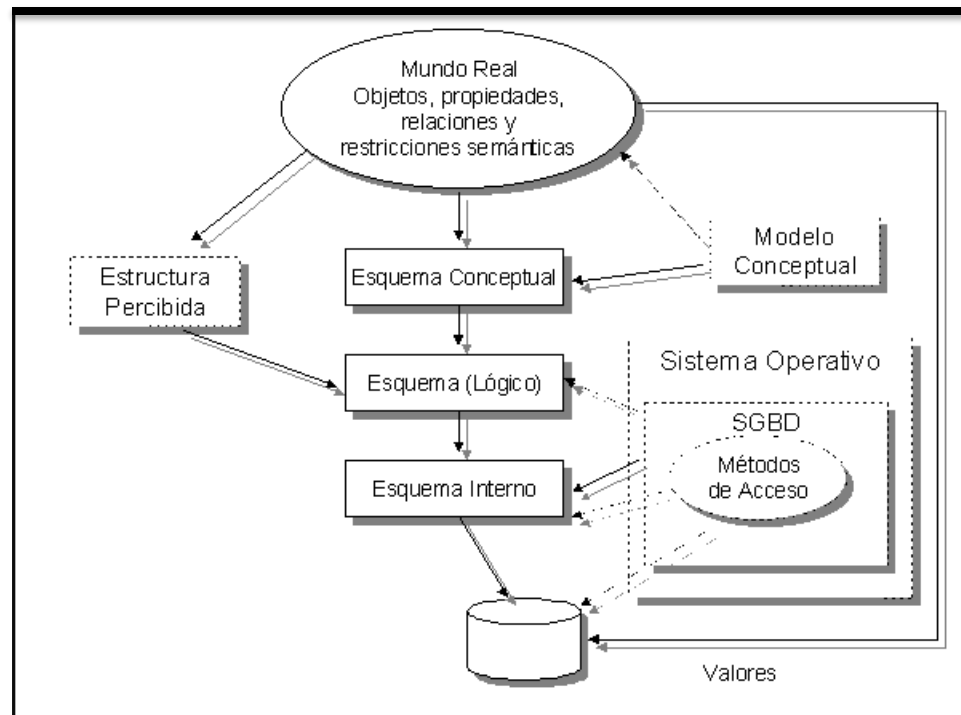 Mundo Real
Objetos, propiedades,
relaciones y
restricciones semánticas
Modelo
Conceptual
Estructura
Percibida
Esquema Conceptual
Sistema Operativo
Esquema (Lógico)
SGBD
Métodos
de Acceso
Esquema Interno
Valores